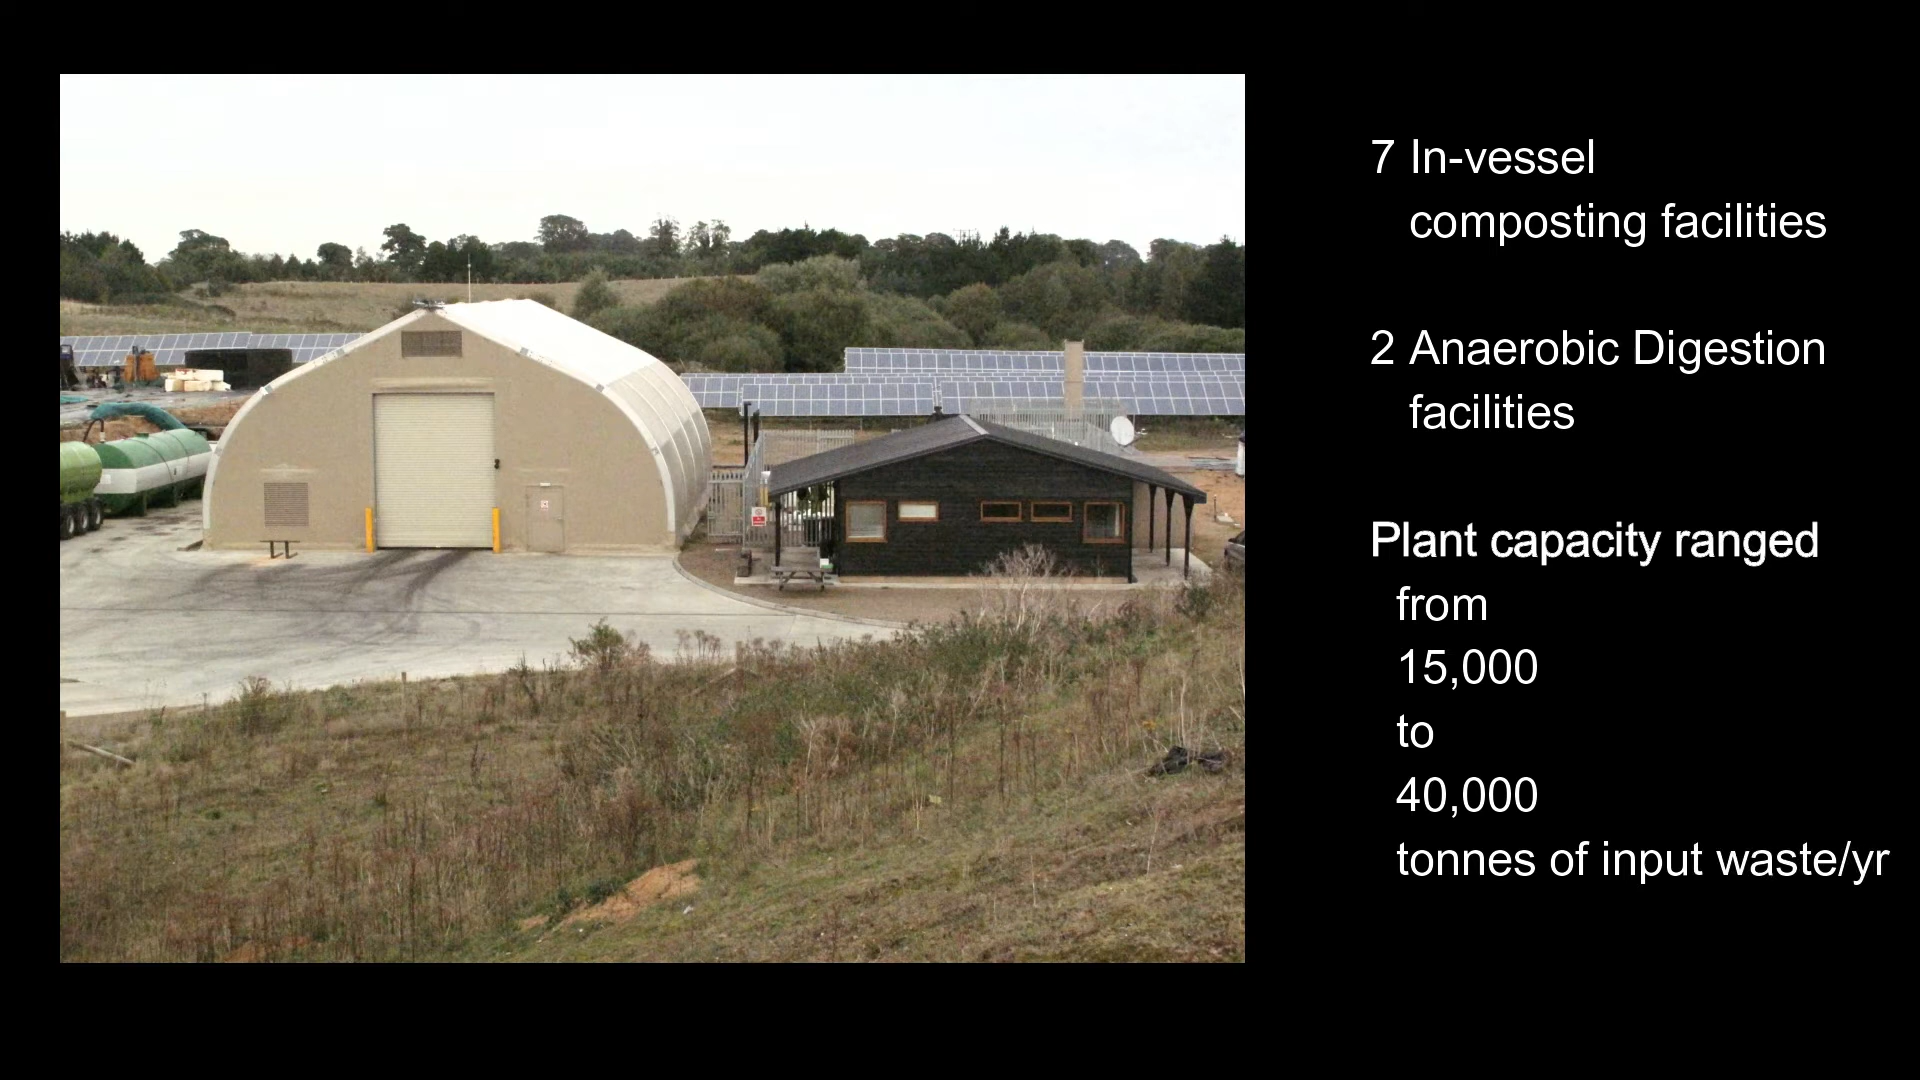 7 In-vessel
composting facilities
2 Anaerobic Digestion
facilities
Plant capacity ranged
from
15,000
to
40,000
tonnes of input waste/yr